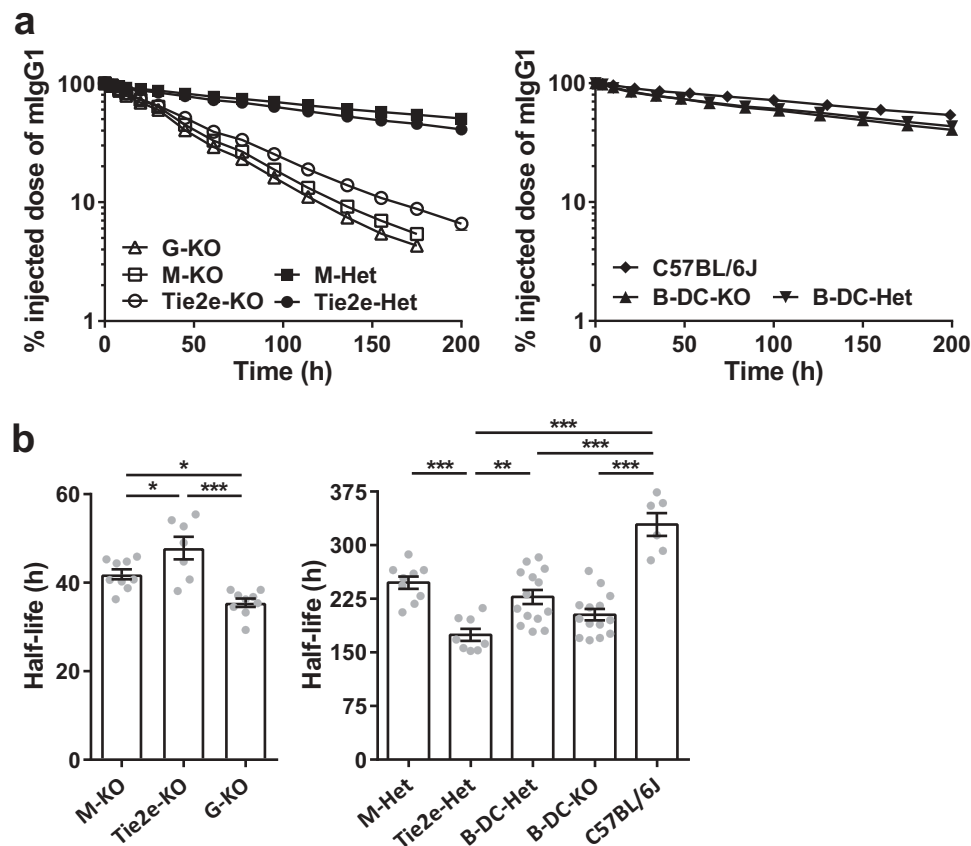 a
% injected dose of mIgG1
100
10
1
G-KO
M-KO
M-Het
Tie2e-KO
Tie2e-Het
0 50 100 150 200
Time (h)
% injected dose of mIgG1
100
10
1
C57BL/6J
B-DC-KO
B-DC-Het
0 50 100 150 200
Time (h)
b
*
* ***
Half-life (h)
60
40
20
0
M-KO
Tie2e-KO
G-KO
***
***
*** ** ***
Half-life (h)
375
300
225
150
75
0
M-Het
Tie2e-Het
B-DC-Het
B-DC-KO
C57BL/6J